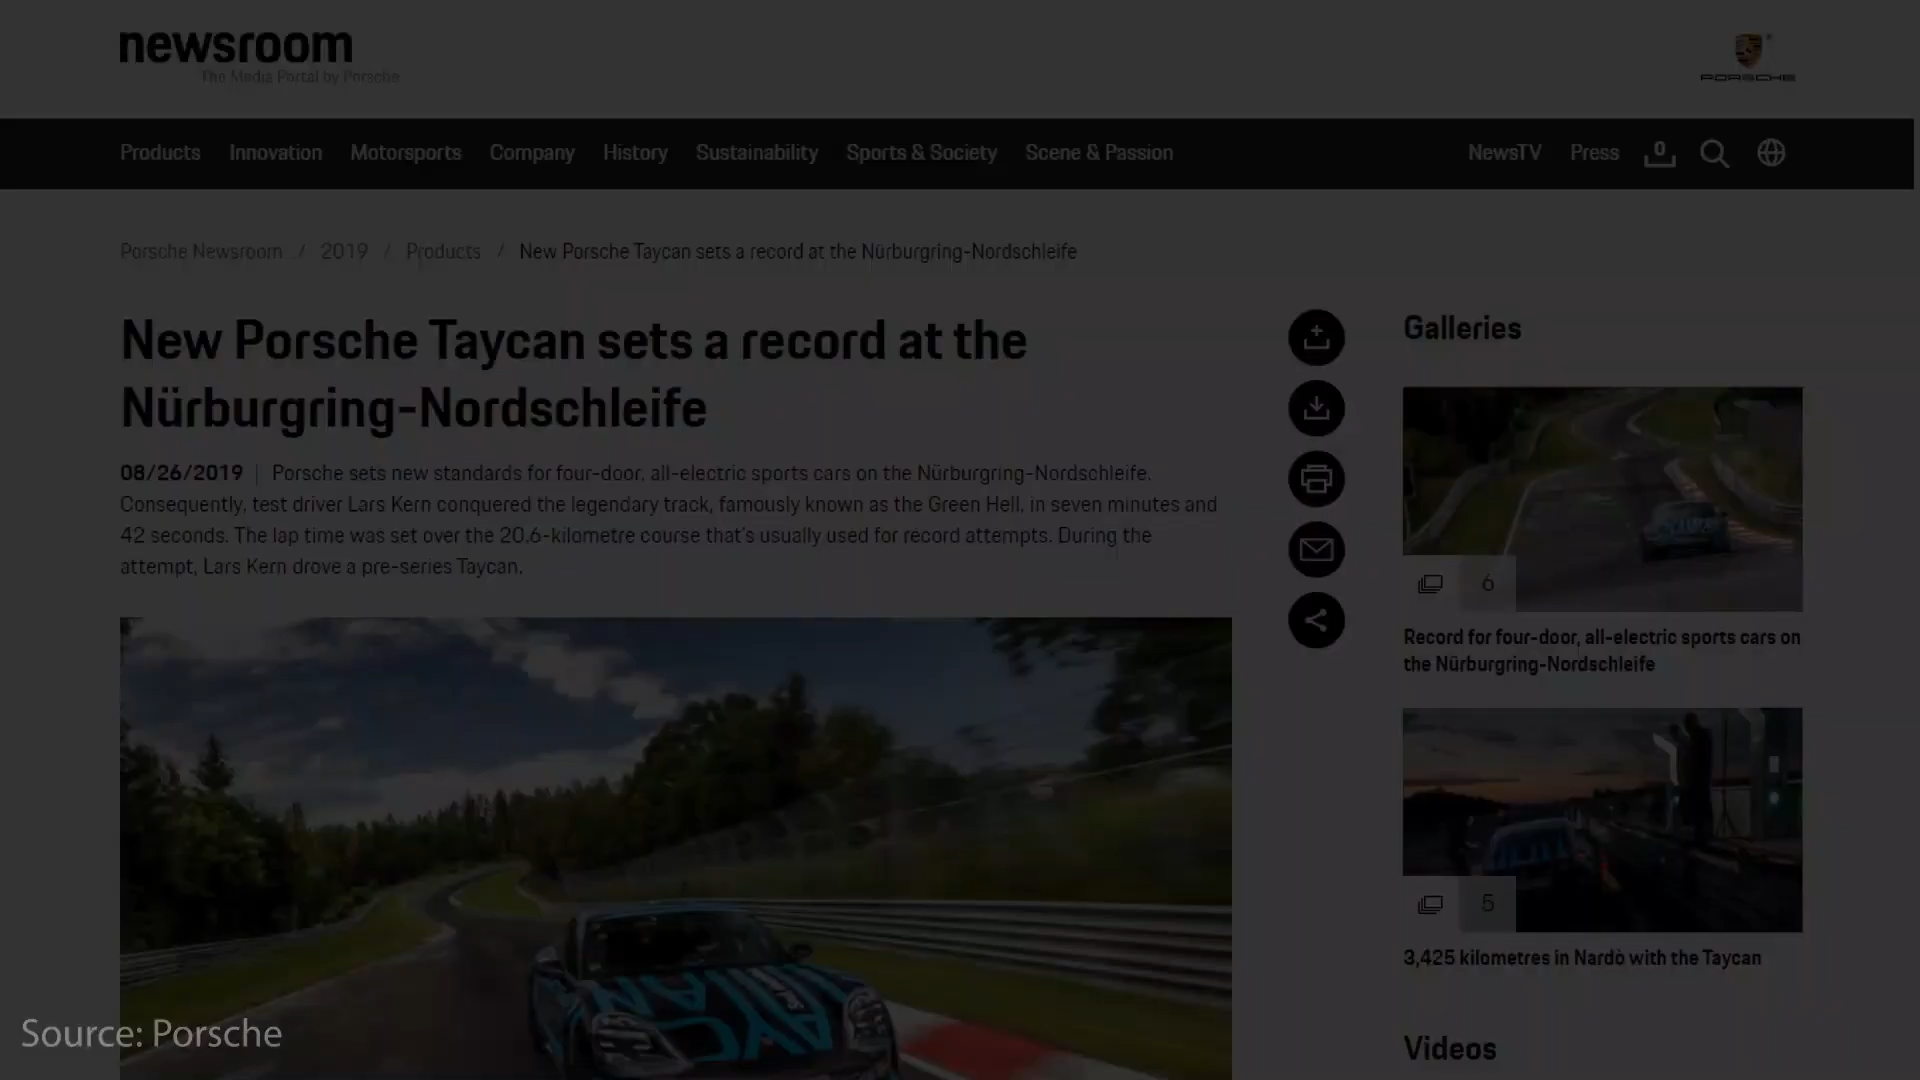 newsroom
The Media Portal by Porsche
PORSCHE
Products Innovation Motorsports Company History Sustainability Sports & Society Scene & Passion NewsTV Press 0
Porsche Newsroom / 2019 / Products / New Porsche Taycan sets a record at the Nürburgring-Nordschleife
New Porsche Taycan sets a record at the
Nürburgring-Nordschleife
08/26/2019 | Porsche sets new standards for four-door, all-electric sports cars on the Nürburgring-Nordschleife.
Consequently, test driver Lars Kern conquered the legendary track, famously known as the Green Hell, in seven minutes and
42 seconds. The lap time was set over the 20.6-kilometre course that's usually used for record attempts. During the
attempt, Lars Kern drove a pre-series Taycan.
Galleries
6
Record for four-door, all-electric sports cars on
the Nürburgring-Nordschleife
5
3,425 kilometres in Nardò with the Taycan
Videos
TAYCAN
Source: Porsche